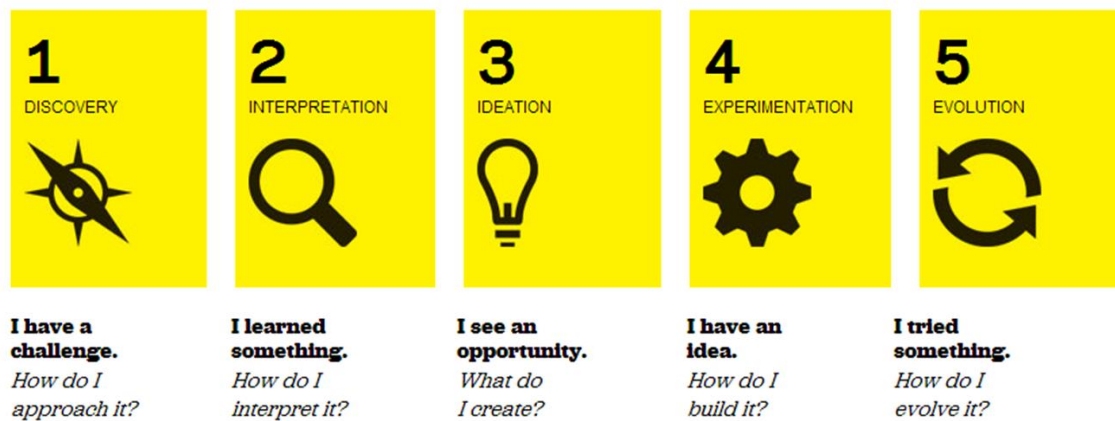 1
DISCOVERY
2
INTERPRETATION
3
IDEATION
4
EXPERIMENTATION
5
EVOLUTION
I have a
challenge.
How do I
approach it?
I learned
something.
How do I
interpret it?
I see an
opportunity.
What do
I create?
I have an
idea.
How do I
build it?
I tried
something.
How do I
evolve it?